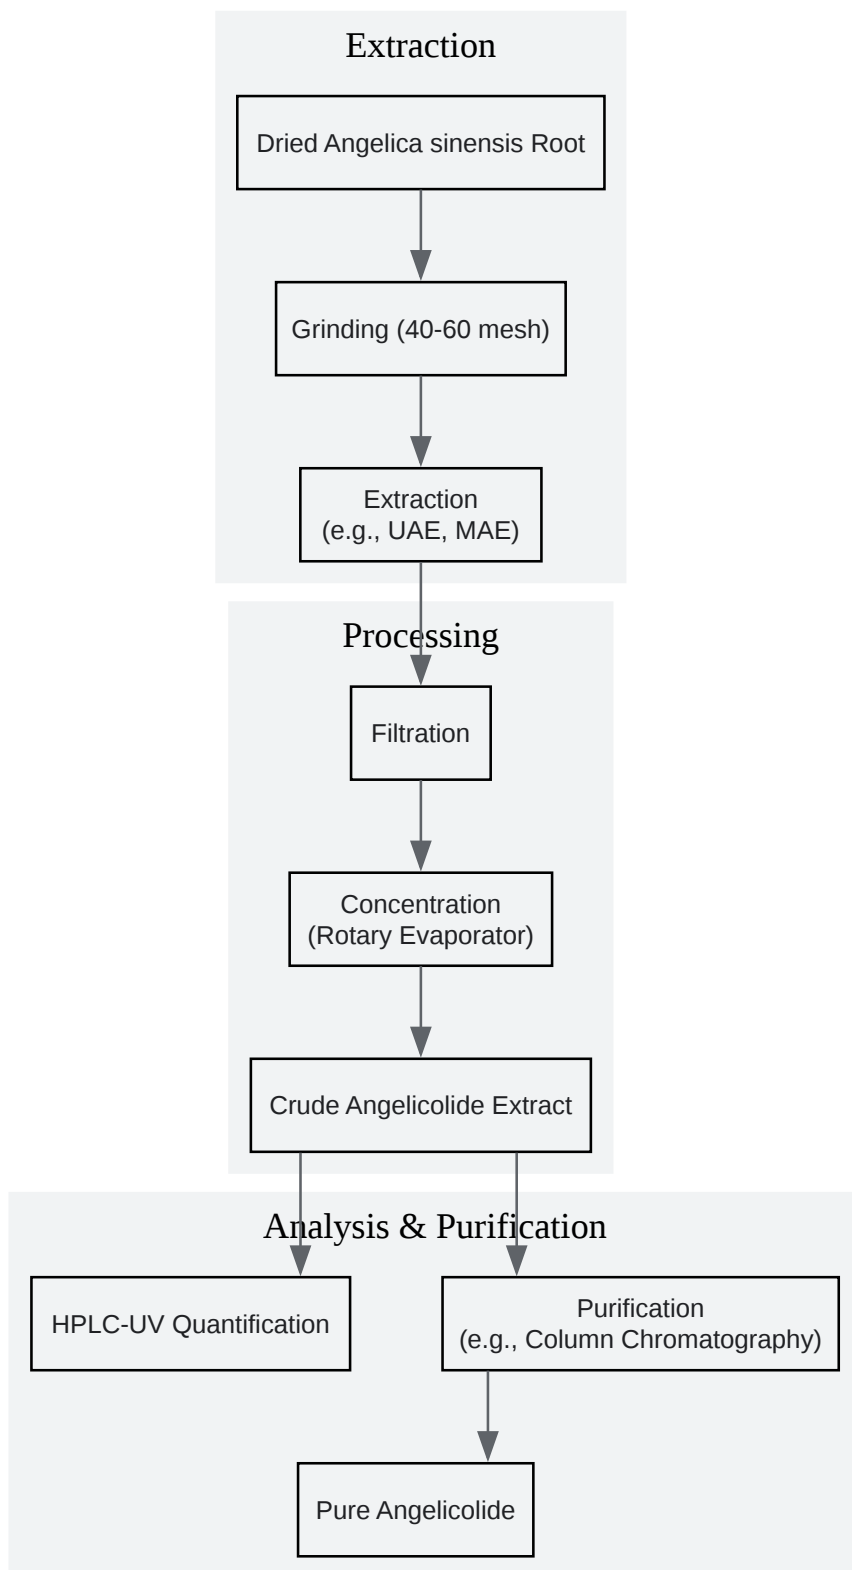 Extraction
Dried Angelica sinensis Root
Grinding (40-60 mesh)
Extraction
(e.g., UAE, MAE)
Processing
Filtration
Concentration
(Rotary Evaporator)
Crude Angelicolide Extract
Analysis & Purification
HPLC-UV Quantification
Purification
(e.g., Column Chromatography)
Pure Angelicolide